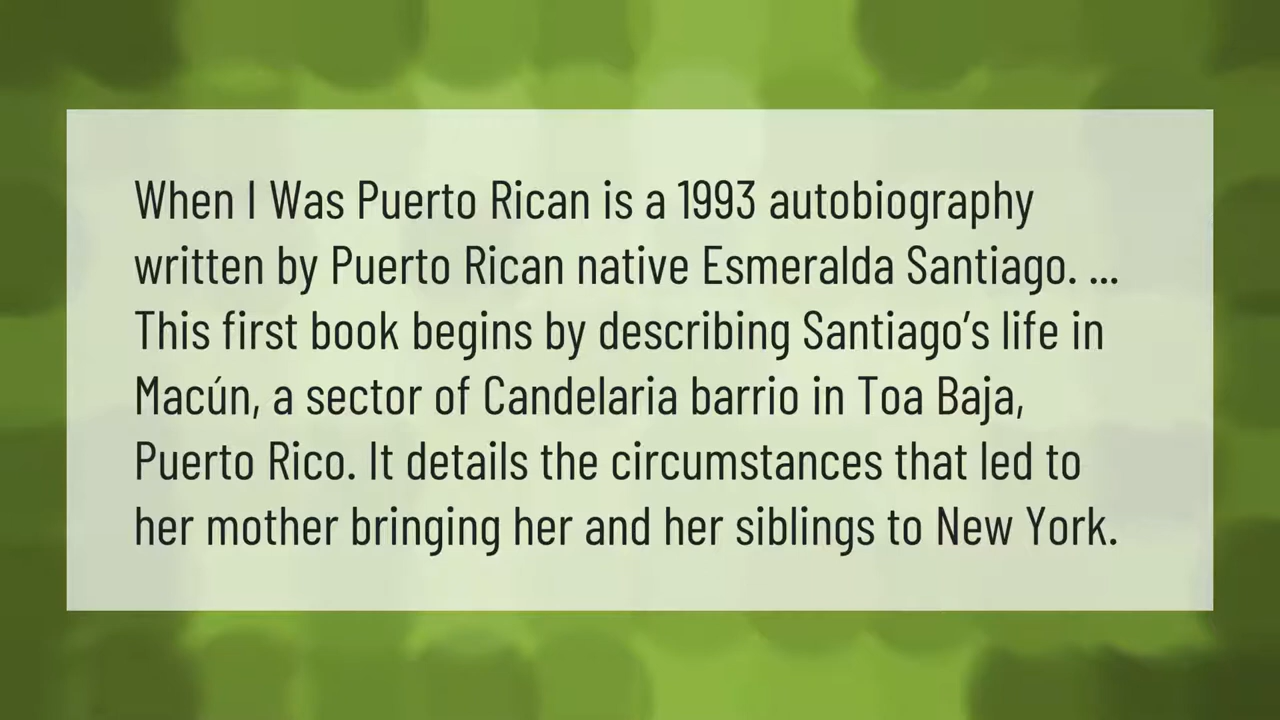 When I Was Puerto Rican is a 1993 autobiography
written by Puerto Rican native Esmeralda Santiago. ...
This first book begins by describing Santiago’s life in
Macún, a sector of Candelaria barrio in Toa Baja,
Puerto Rico. It details the circumstances that led to
her mother bringing her and her siblings to New York.